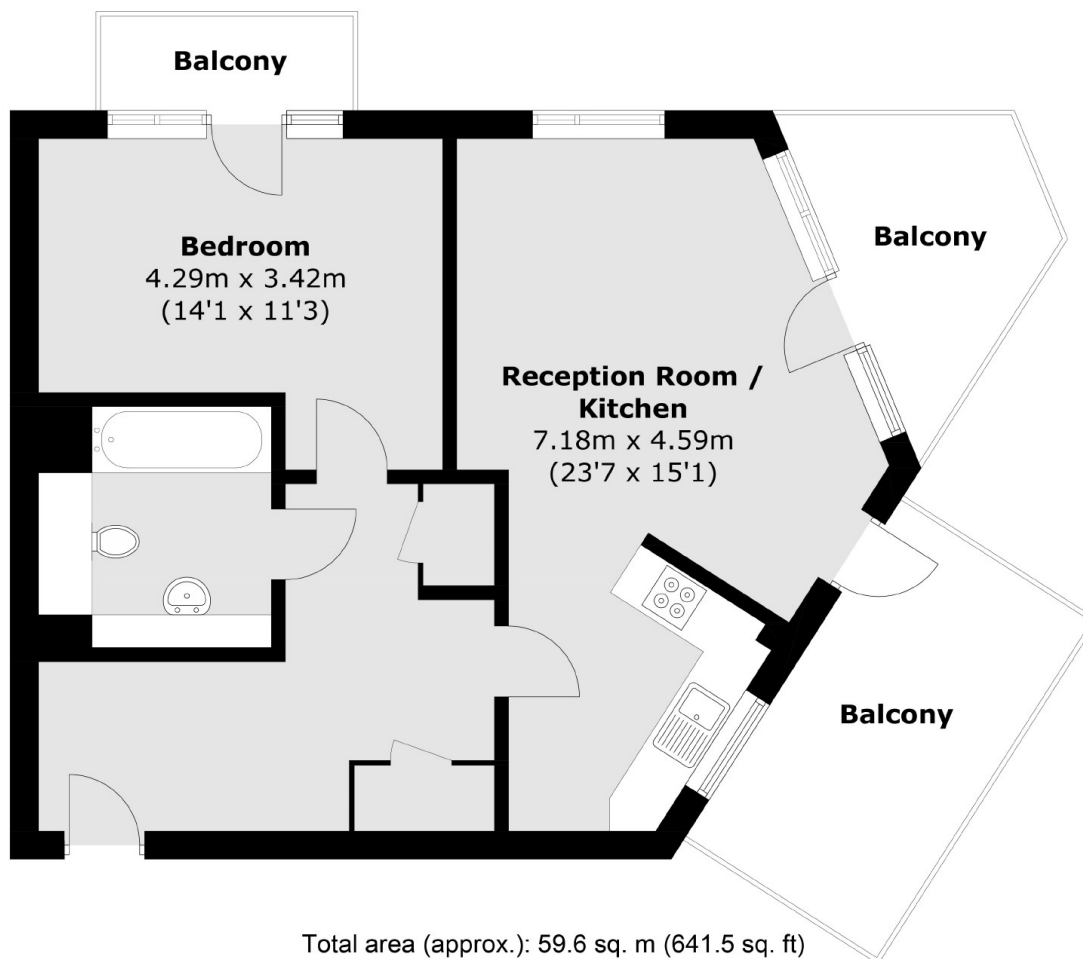 Balcony
Bedroom
4.29m x 3.42m
(14'1 x 11'3)
Balcony
Reception Room /
Kitchen
7.18m x 4.59m
(23'7 x 15'1)
Balcony
Total area (approx.): 59.6 sq. m (641.5 sq. ft)